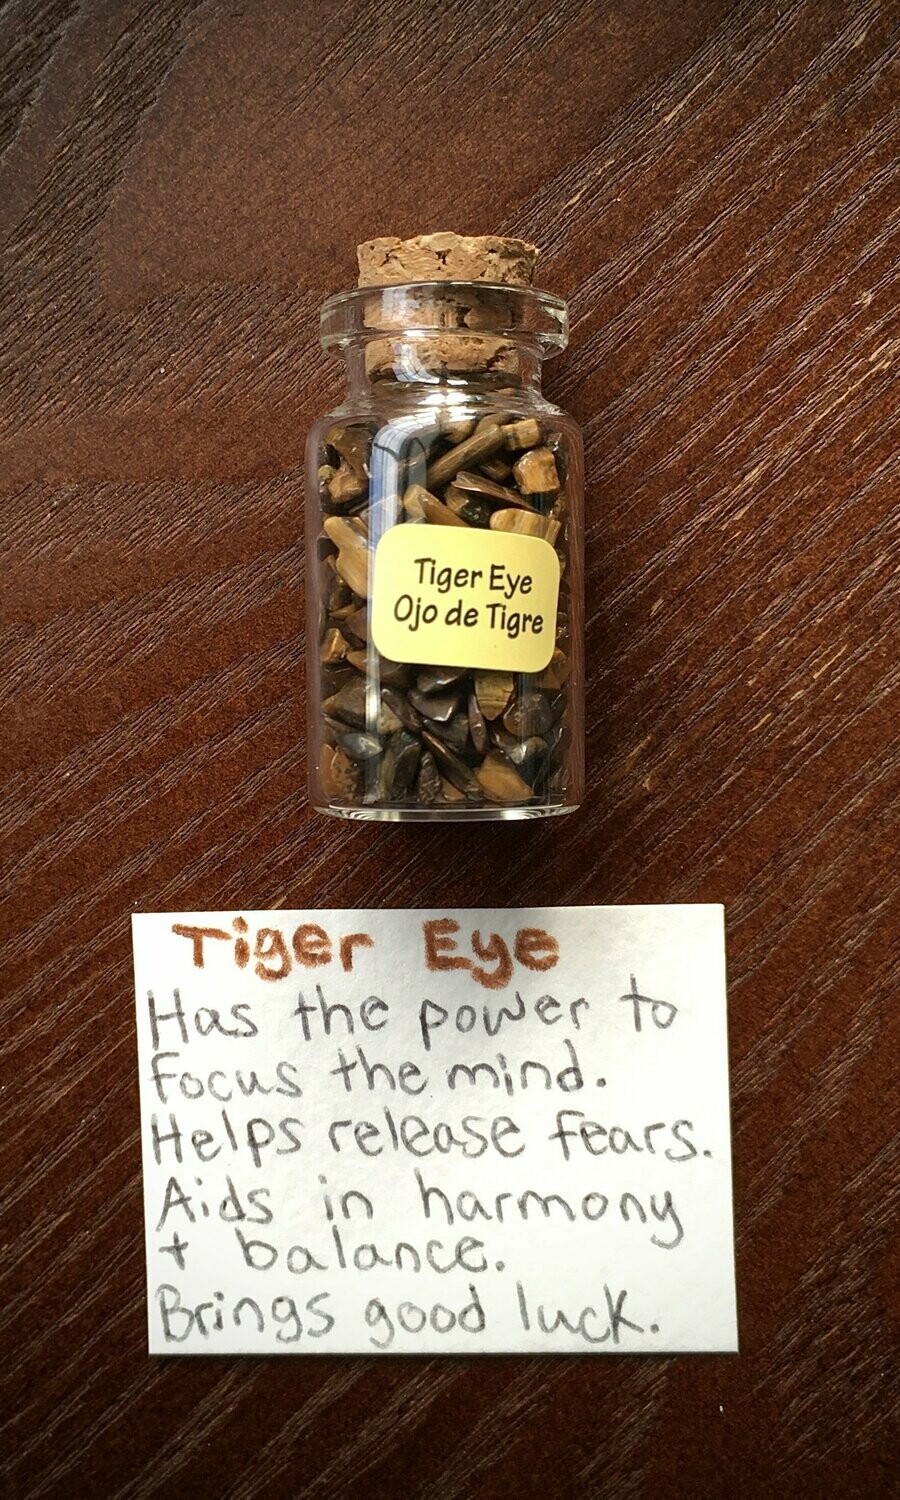 Tiger Eye
Ojo de Tigre
Tiger Eye
Has the power to
focus the mind.
Helps release fears.
Aids in harmony
+ balance.
Brings good luck.